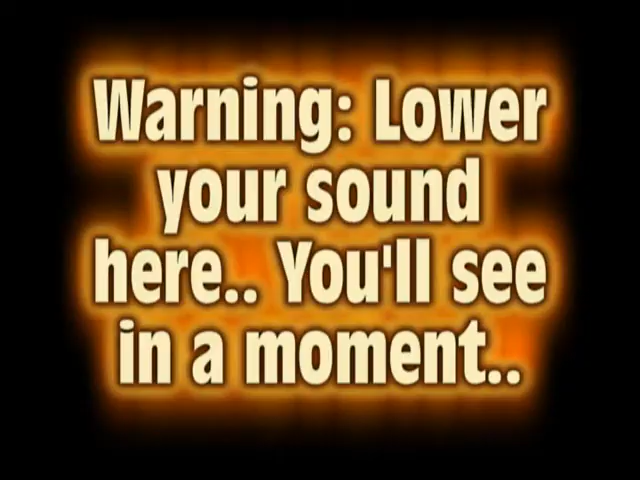 Warning: Lower
your sound
here.. You'll see
in a moment..